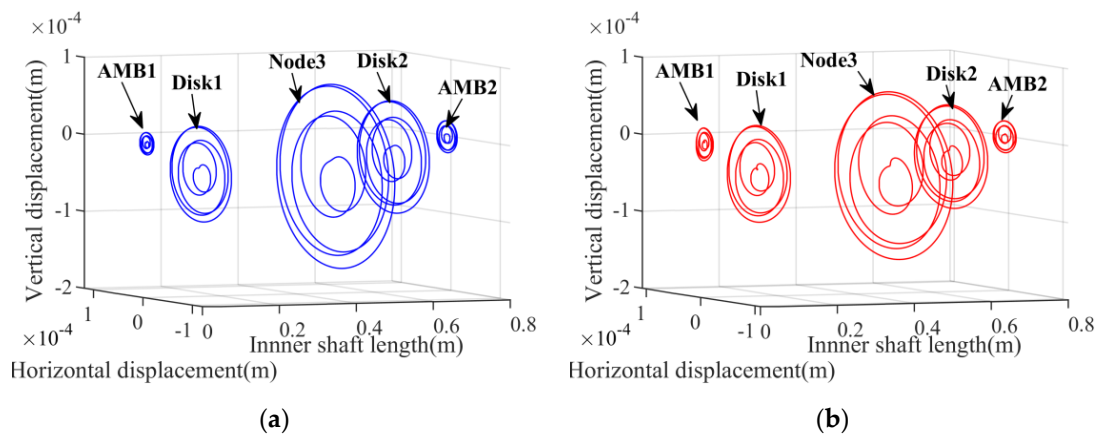 ×10⁻⁴
1
0
-1
-2
Vertical displacement(m)
AMB1
Disk1
Node3
Disk2
AMB2
1
0
-1
×10⁻⁴
Horizontal displacement(m)
0
0.2
0.4
0.6
0.8
Innner shaft length(m)
(a)
×10⁻⁴
1
0
-1
-2
Vertical displacement(m)
AMB1
Disk1
Node3
Disk2
AMB2
1
0
-1
×10⁻⁴
Horizontal displacement(m)
0
0.2
0.4
0.6
0.8
Innner shaft length(m)
(b)